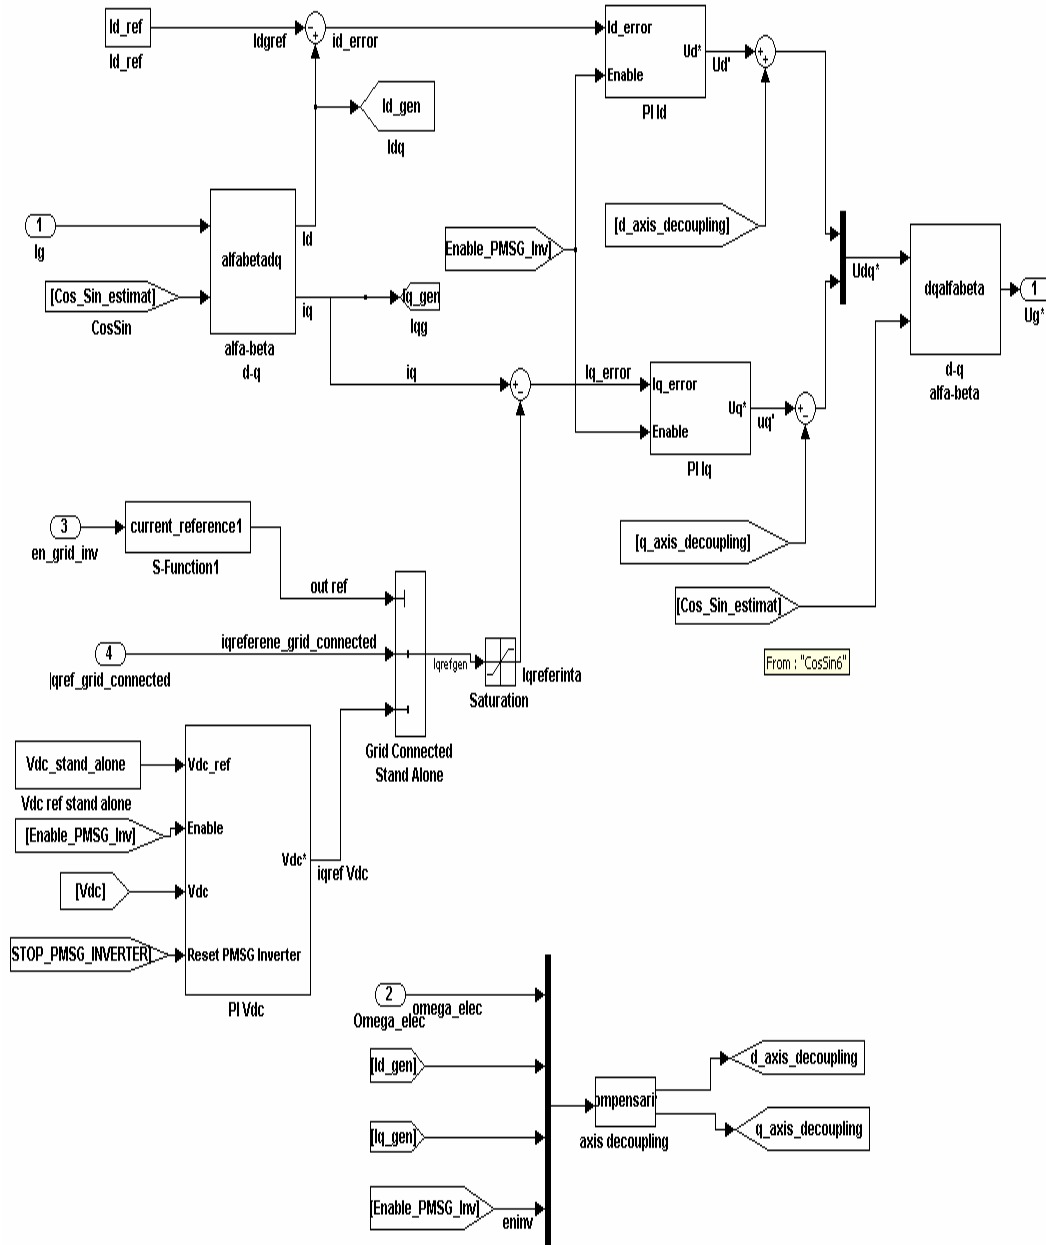 Id_ref
Id_ref
Idgref
id_error
Id_error
Enable
Ud*
Ud'
PI Id
Id_gen
Idq
1
Ig
alfabetadq
Id
iq
alfa-beta
d-q
[Cos_Sin_estimat]
CosSin
Iq_gen
Iqg
Enable_PMSG_Inv]
[d_axis_decoupling]
Udq*
dqalfabeta
d-q
alfa-beta
1
Ug*
iq
Iq_error
Iq_error
Enable
Uq*
uq'
PI Iq
[q_axis_decoupling]
[Cos_Sin_estimat]
From : "CosSin6"
3
en_grid_inv
current_reference1
S-Function1
out ref
4
Iqref_grid_connected
iqreferene_grid_connected
Iqrefgen
Saturation
Iqreferinta
Grid Connected
Stand Alone
Vdc_stand_alone
Vdc ref stand alone
[Enable_PMSG_Inv]
[Vdc]
STOP_PMSG_INVERTER]
Vdc_ref
Enable
Vdc
Reset PMSG Inverter
Vdc*
iqref Vdc
PI Vdc
2
Omega_elec
omega_elec
[Id_gen]
[Iq_gen]
[Enable_PMSG_Inv]
eninv
ompensari
axis decoupling
d_axis_decoupling
q_axis_decoupling